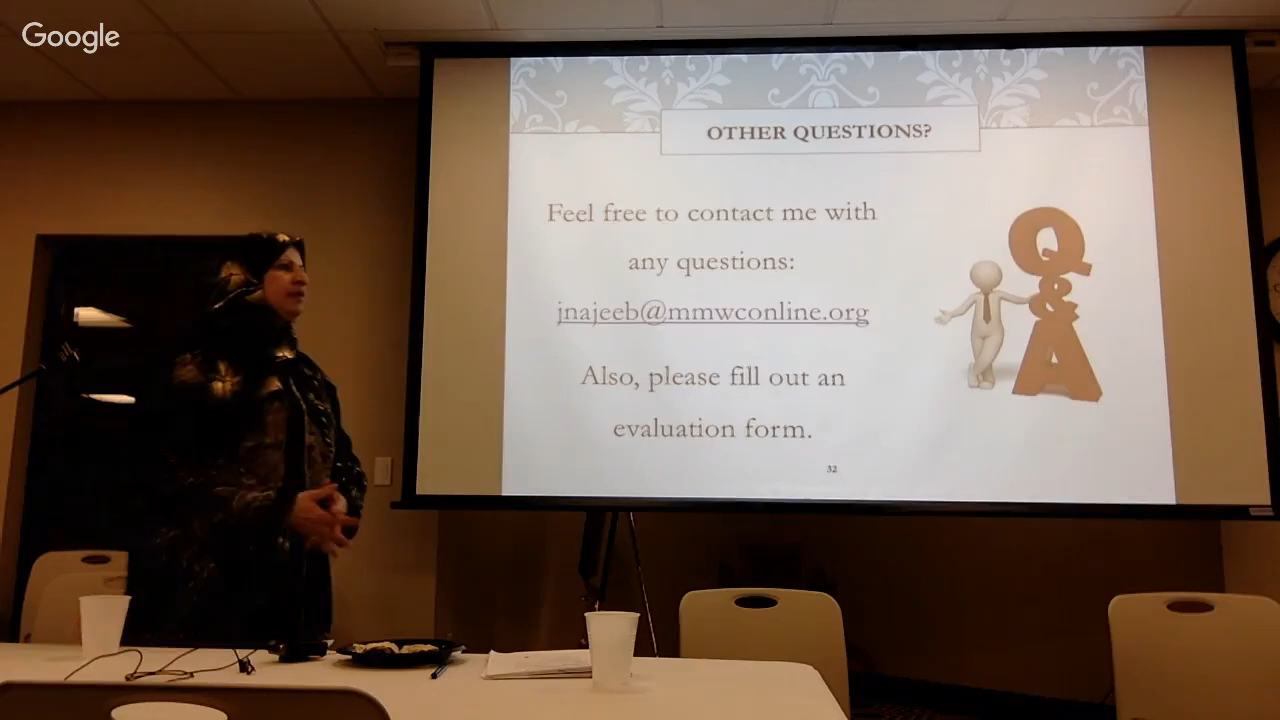 Google
OTHER QUESTIONS?
Feel free to contact me with
any questions:
jnajeeb@mmwconline.org
Also, please fill out an
evaluation form.
32
Q
&
A